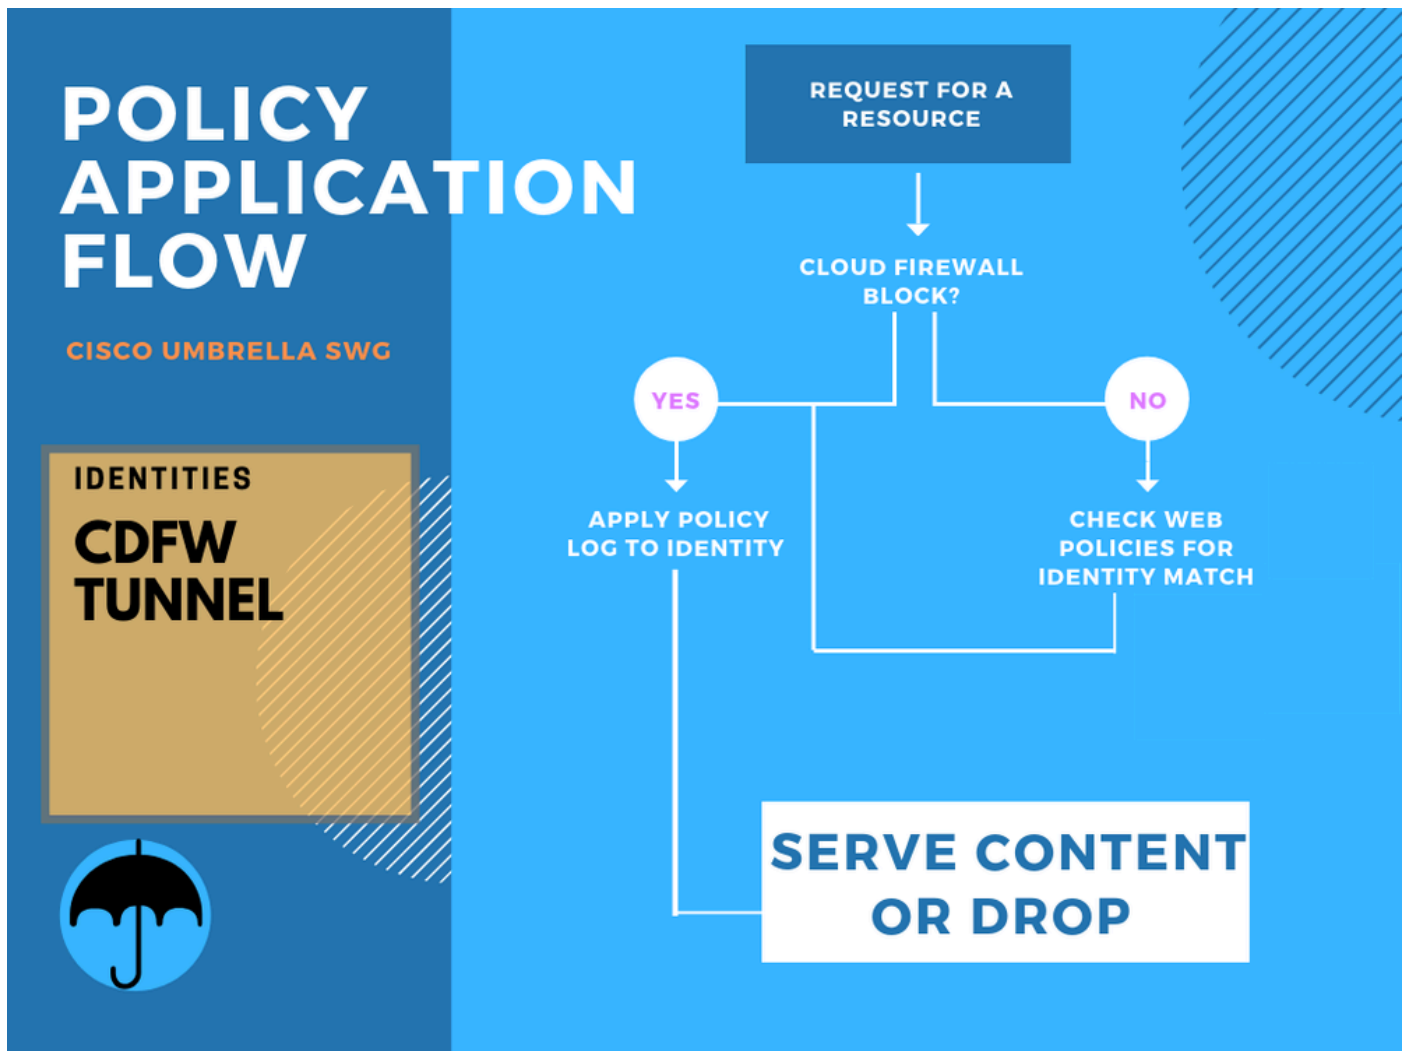 POLICY
APPLICATION
FLOW
CISCO UMBRELLA SWG
IDENTITIES
CDFW
TUNNEL
REQUEST FOR A
RESOURCE
CLOUD FIREWALL
BLOCK?
YES
NO
APPLY POLICY
LOG TO IDENTITY
CHECK WEB
POLICIES FOR
IDENTITY MATCH
SERVE CONTENT
OR DROP